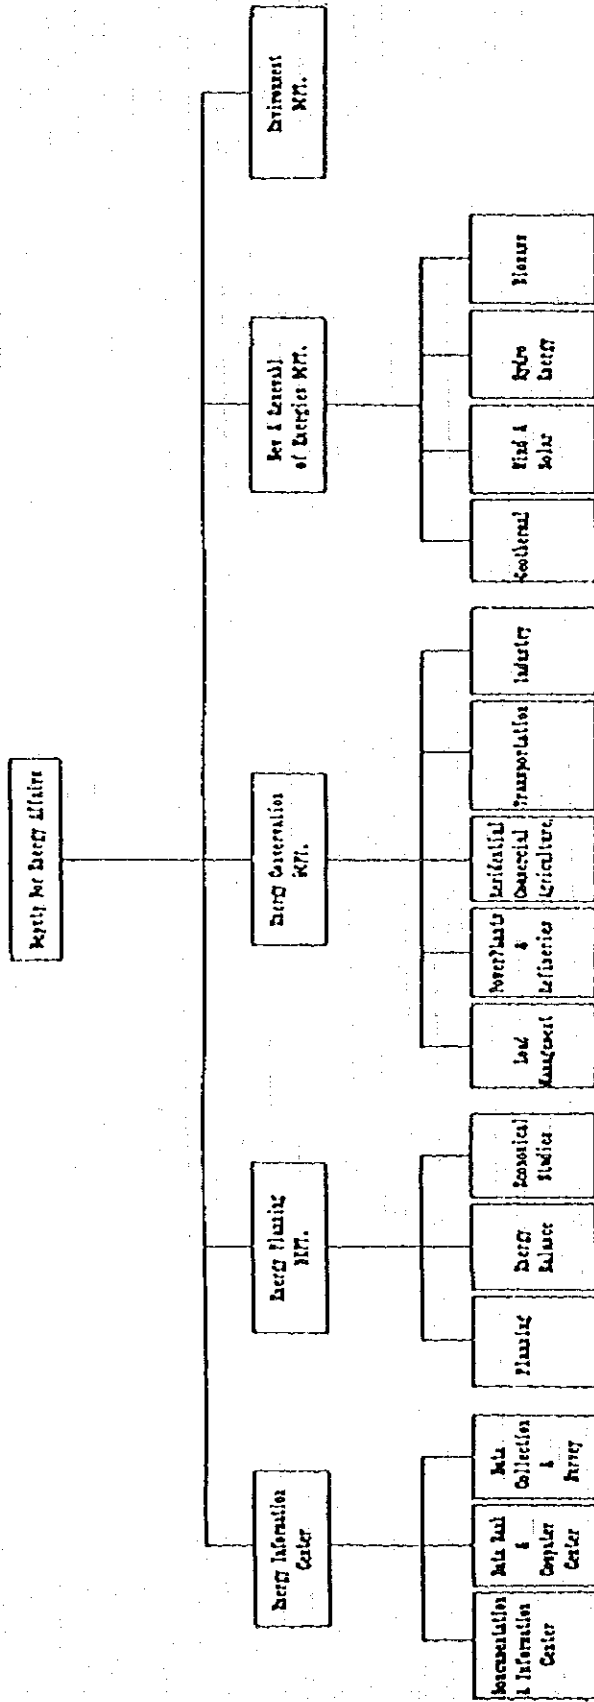 Deputy For Energy Affairs
Energy Information
Center
Energy Planning
DEPT.
Energy Conservation
DEPT.
New & Renewal
of Energies DEPT.
Environment
DEPT.
Documentation
& Information
Center
Data Bank
&
Computer
Center
Data
Collection
&
Survey
Planning
Energy
Balance
Economical
Studies
Load
Management
PowerPlants
&
Refineries
Residential
Commercial
Agriculture
Transportation
Industry
Geothermal
Wind &
Solar
Hydro
Energy
Biomass